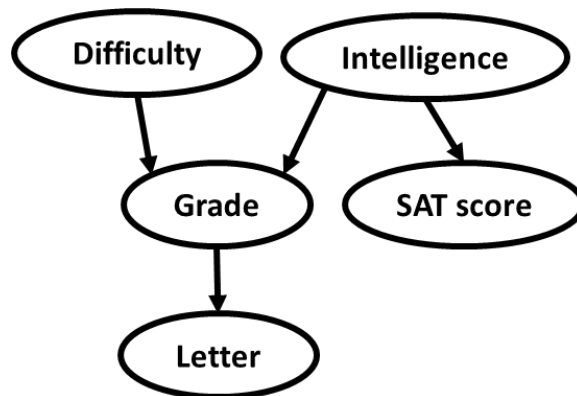 Difficulty
Intelligence
Grade
SAT score
Letter